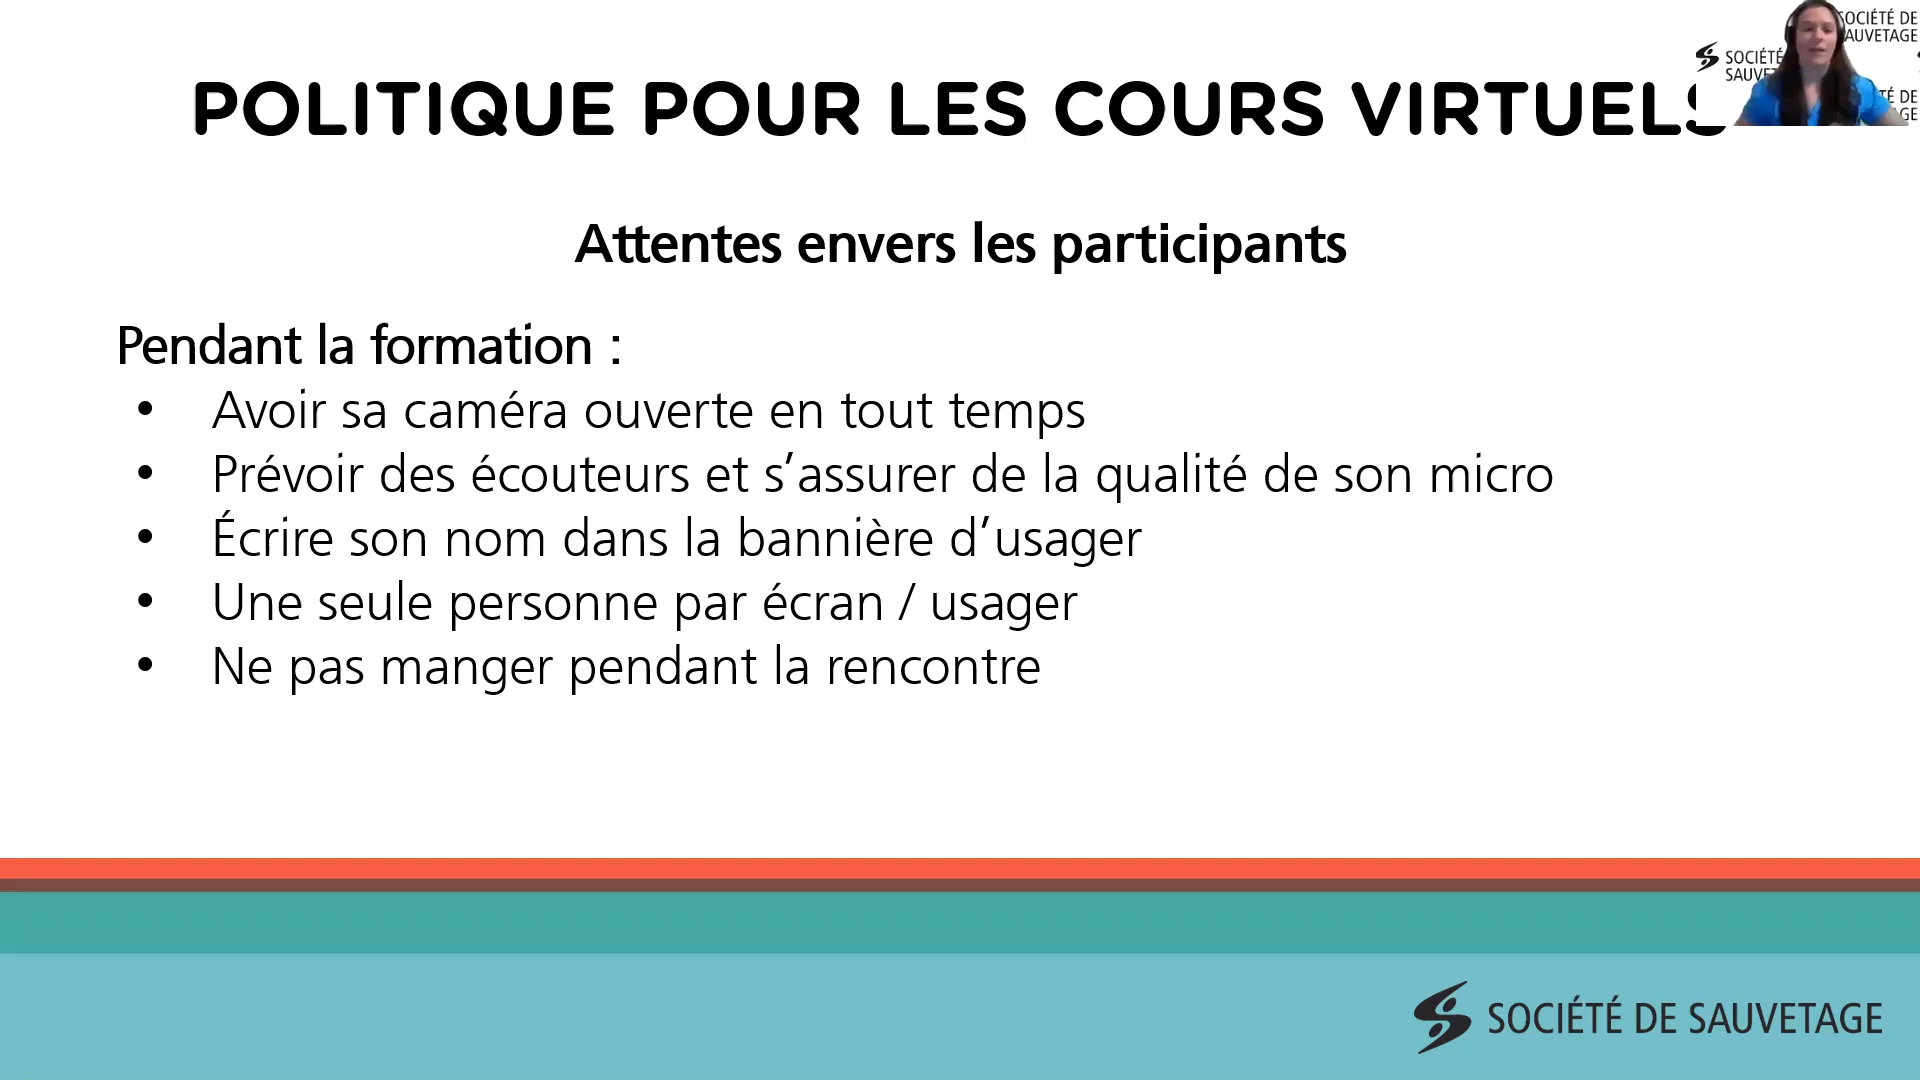 POLITIQUE POUR LES COURS VIRTUELS
SOCIÉTÉ DE
SOCIÉTÉ
Attentes envers les participants
Pendant la formation :
• Avoir sa caméra ouverte en tout temps
• Prévoir des écouteurs et s’assurer de la qualité de son micro
• Écrire son nom dans la bannière d’usager
• Une seule personne par écran / usager
• Ne pas manger pendant la rencontre
SOCIÉTÉ DE SAUVETAGE